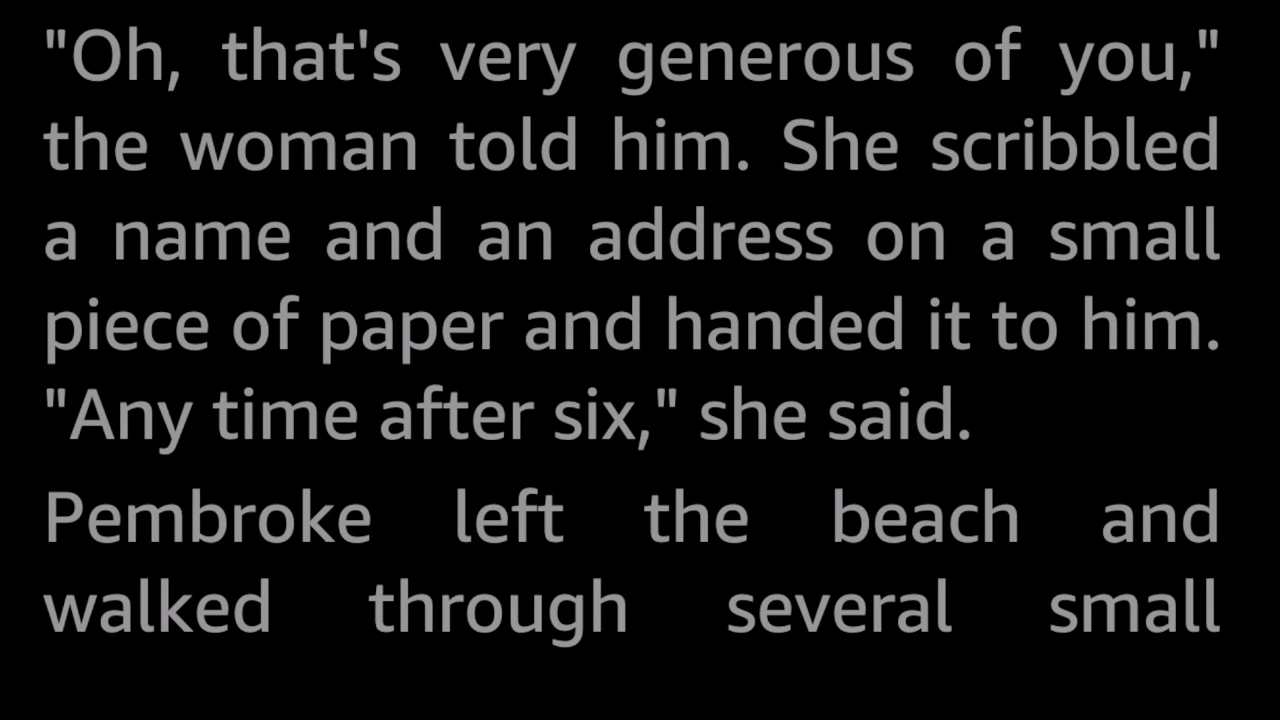 "Oh, that's very generous of you,"
the woman told him. She scribbled
a name and an address on a small
piece of paper and handed it to him.
"Any time after six," she said.
Pembroke left the beach and
walked through several small